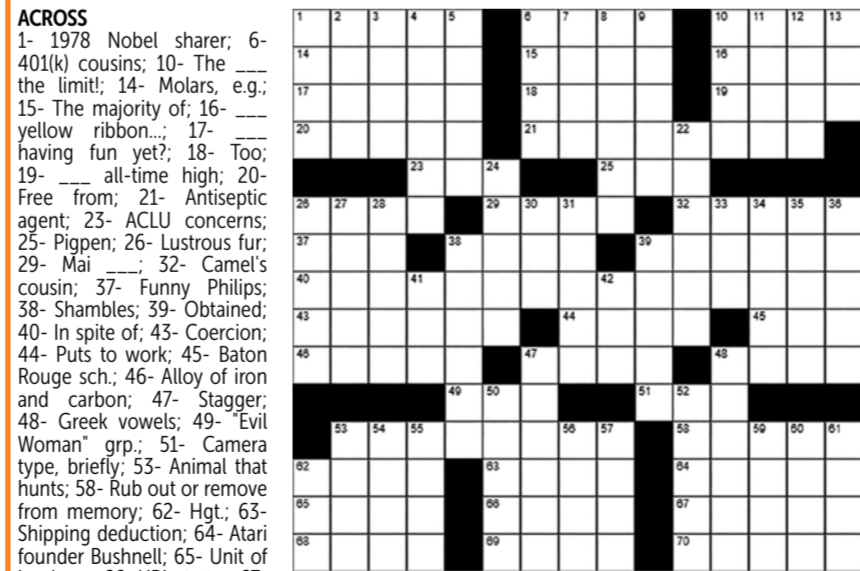 ACROSS
1- 1978 Nobel sharer; 6-
401(k) cousins; 10- The ___
the limit!; 14- Molars, e.g.;
15- The majority of; 16- ___
yellow ribbon...; 17- ___
having fun yet?; 18- Too;
19- ___ all-time high; 20-
Free from; 21- Antiseptic
agent; 23- ACLU concerns;
25- Pigpen; 26- Lustrous fur;
29- Mai ___; 32- Camel's
cousin; 37- Funny Philips;
38- Shambles; 39- Obtained;
40- In spite of; 43- Coercion;
44- Puts to work; 45- Baton
Rouge sch.; 46- Alloy of iron
and carbon; 47- Stagger;
48- Greek vowels; 49- "Evil
Woman" grp.; 51- Camera
type, briefly; 53- Animal that
hunts; 58- Rub out or remove
from memory; 62- Hgt.; 63-
Shipping deduction; 64- Atari
founder Bushnell; 65- Unit of
1 2 3 4 5 6 7 8 9 10 11 12 13
14 15 16
17 18 19
20 21 22
23 24 25
26 27 28 29 30 31 32 33 34 35 36
37 38 39
40 41 42
43 44 45
46 47 48
49 50 51 52
53 54 55 56 57 58 59 60 61
62 63 64
65 66 67
68 69 70